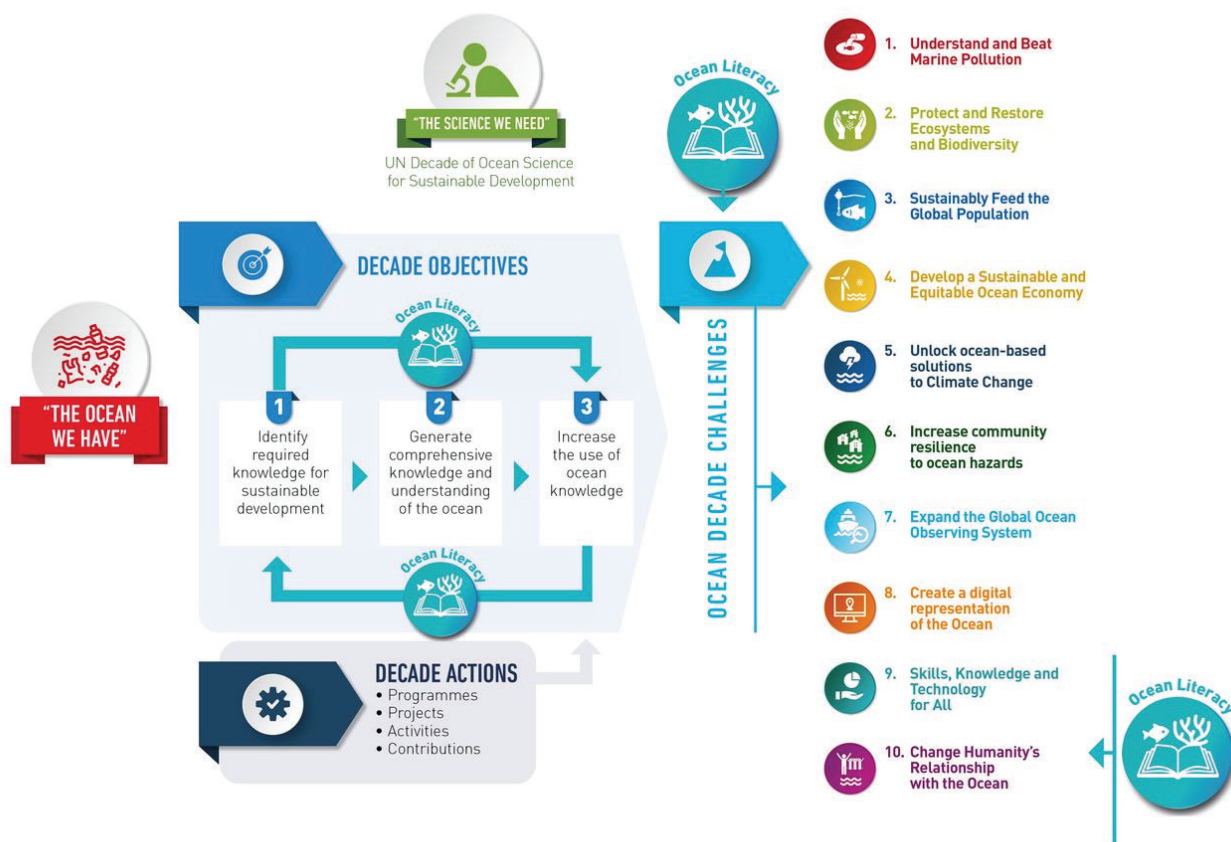 "THE SCIENCE WE NEED"
UN Decade of Ocean Science
for Sustainable Development
"THE OCEAN
WE HAVE"
DECADE OBJECTIVES
Ocean Literacy
1
Identify
required
knowledge for
sustainable
development
2
Generate
comprehensive
knowledge and
understanding
of the ocean
3
Increase
the use of
ocean
knowledge
Ocean Literacy
DECADE ACTIONS
• Programmes
• Projects
• Activities
• Contributions
Ocean Literacy
OCEAN DECADE CHALLENGES
1. Understand and Beat
Marine Pollution
2. Protect and Restore
Ecosystems
and Biodiversity
3. Sustainably Feed the
Global Population
4. Develop a Sustainable and
Equitable Ocean Economy
5. Unlock ocean-based
solutions
to Climate Change
6. Increase community
resilience
to ocean hazards
7. Expand the Global Ocean
Observing System
8. Create a digital
representation
of the Ocean
9. Skills, Knowledge and
Technology
for All
10. Change Humanity's
Relationship
with the Ocean
Ocean Literacy